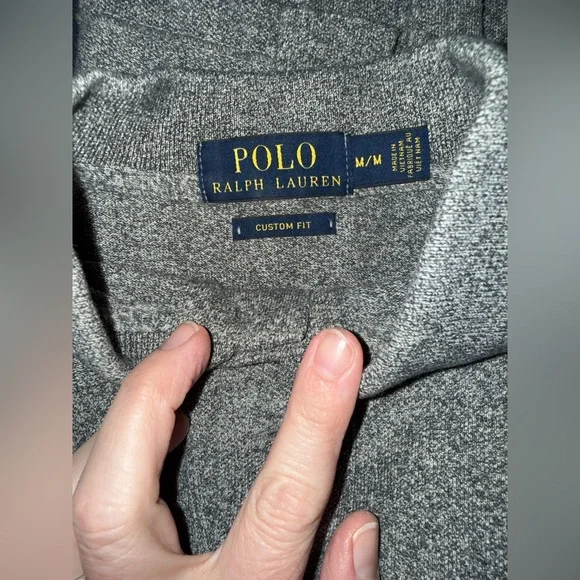 POLO
RALPH LAUREN
M/M
MADE IN
VIETNAM
FABRIQUÉ AU
VIET NAM
CUSTOM FIT